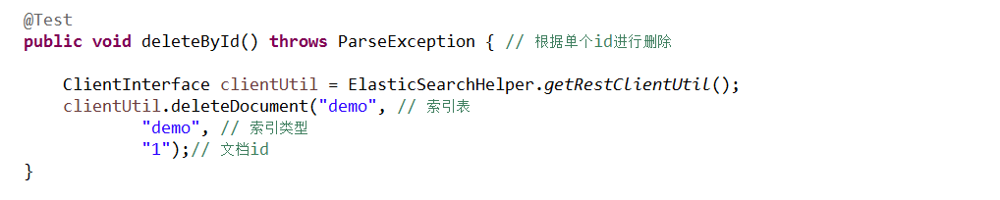 @Test
public void deleteById() throws ParseException { // 根据单个id进行删除
ClientInterface clientUtil = ElasticSearchHelper.getRestClientUtil();
clientUtil.deleteDocument("demo", // 索引表
"demo", // 索引类型
"1");// 文档id
}